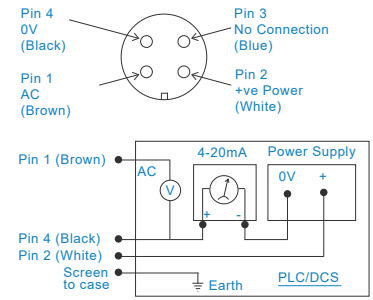 Pin 4
0V
(Black)
Pin 3
No Connection
(Blue)
Pin 1
AC
(Brown)
Pin 2
+ve Power
(White)
4-20mA
Power Supply
Pin 1 (Brown)
AC
V
0V
+
+
-
Pin 4 (Black)
Pin 2 (White)
Screen
to case
Earth
PLC/DCS